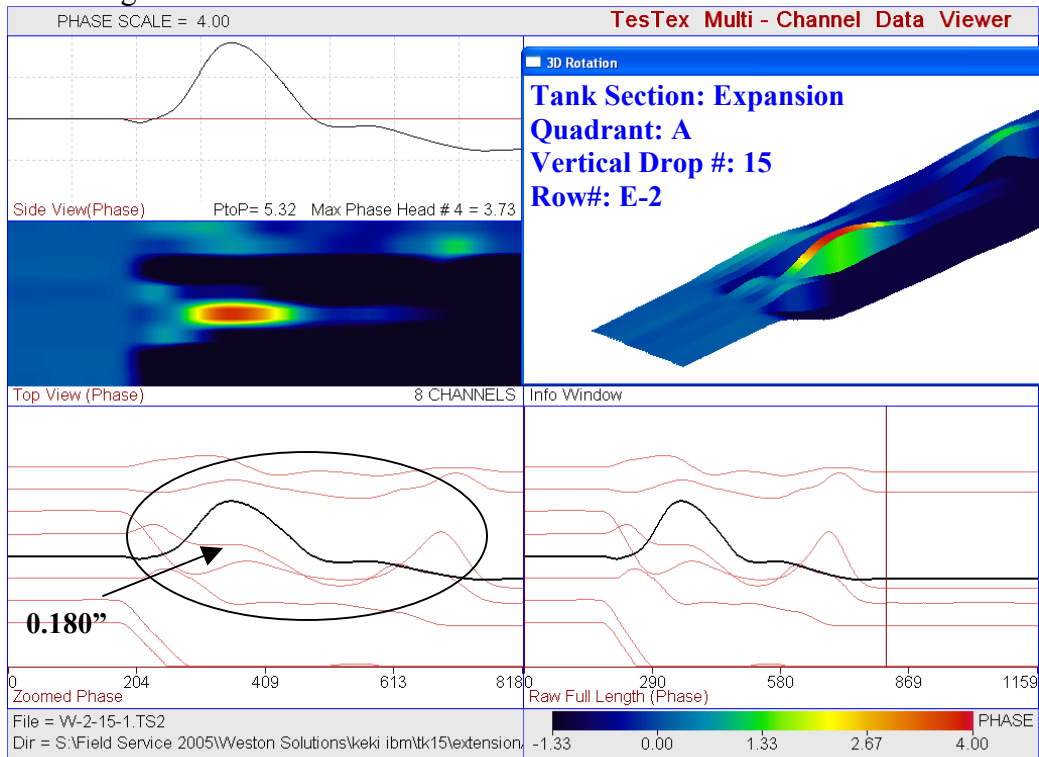 PHASE SCALE = 4.00
TesTex Multi - Channel Data Viewer
3D Rotation
Tank Section: Expansion
Quadrant: A
Vertical Drop #: 15
Row#: E-2
Side View(Phase) PtoP= 5.32 Max Phase Head # 4 = 3.73
Top View (Phase) 8 CHANNELS
Info Window
0.180”
0 204 409 613 818
Zoomed Phase
0 290 580 869 1159
Raw Full Length (Phase)
File = W-2-15-1.TS2
Dir = S:\Field Service 2005\Weston Solutions\keki ibm\tk15\extension
PHASE
-1.33 0.00 1.33 2.67 4.00